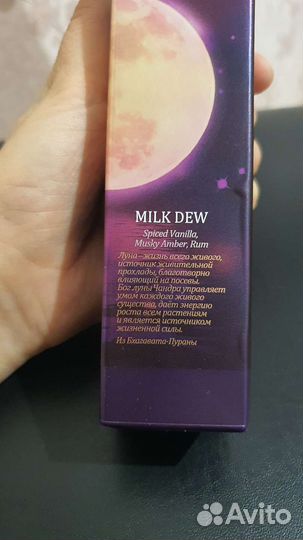 MILK DEW
Spiced Vanilla,
Musky Amber, Rum
Луна – жизнь всего живого,
источник живительной
прохлады, благотворно
влияющий на посевы.
Бог луны Чандра управляет
умом каждого живого
существа, даёт энергию
роста всем растениям
и является источником
жизненной силы.
Из Бхагавата-Пураны
Avito